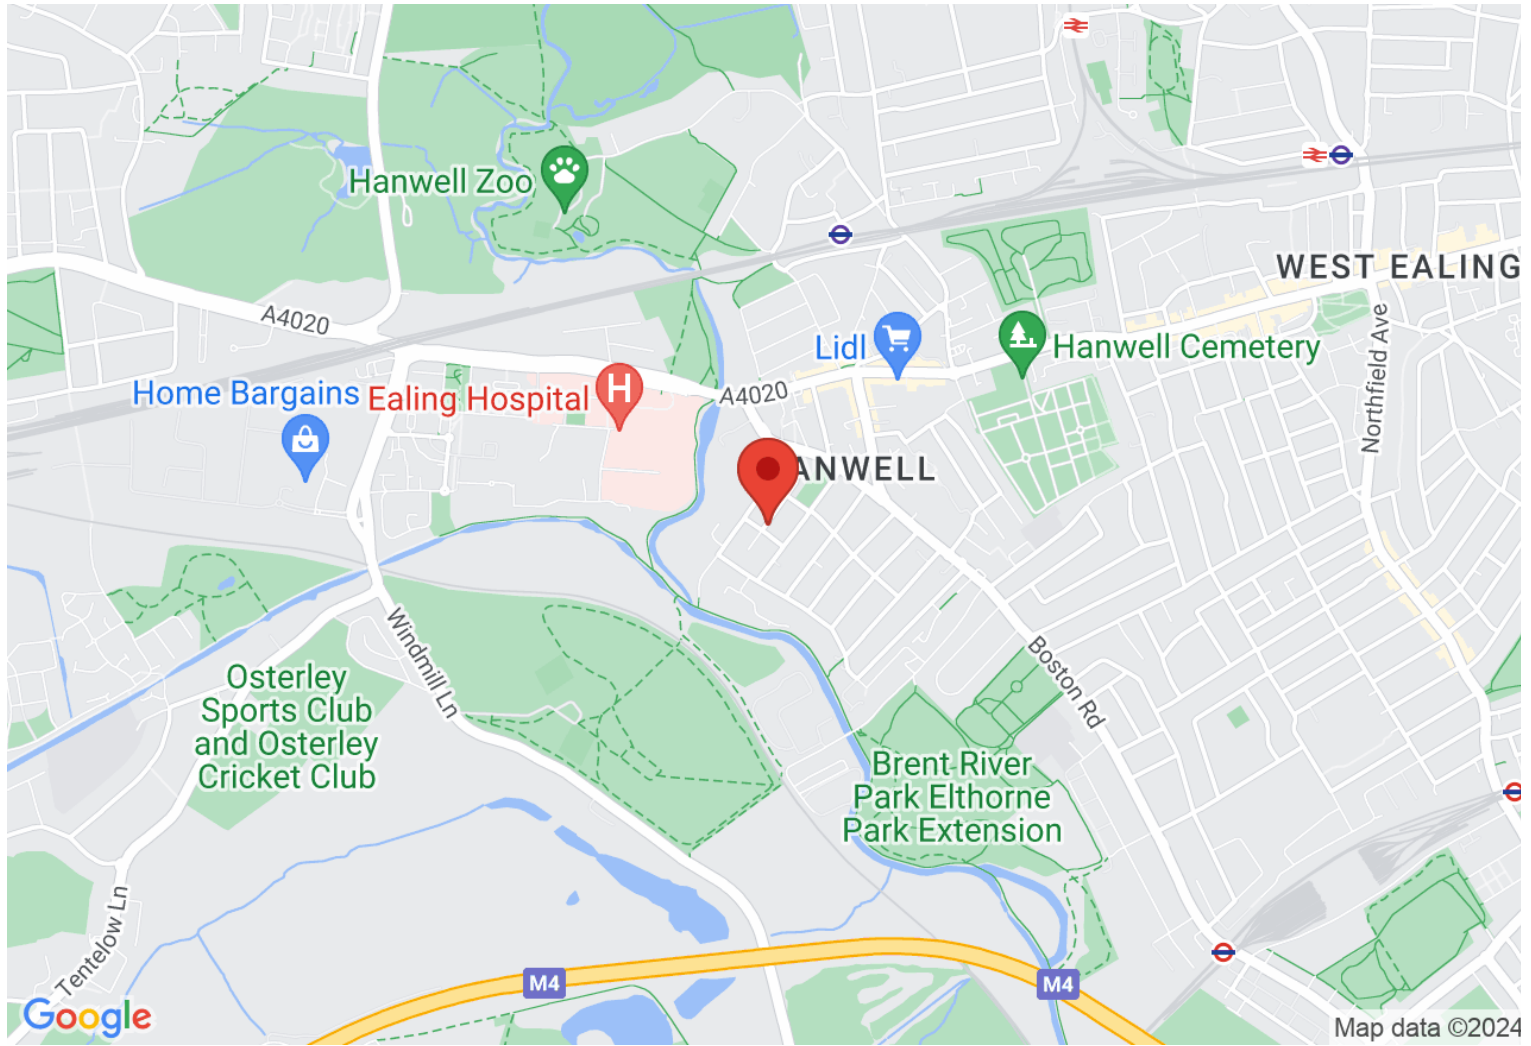 Hanwell Zoo
WEST EALING
A4020
Lidl
Hanwell Cemetery
Northfield Ave
Home Bargains
Ealing Hospital
H
A4020
ANWELL
Windmill Ln
Boston Rd
Osterley
Sports Club
and Osterley
Cricket Club
Brent River
Park Elthorne
Park Extension
Tentelow Ln
M4
M4
Google
Map data ©2024